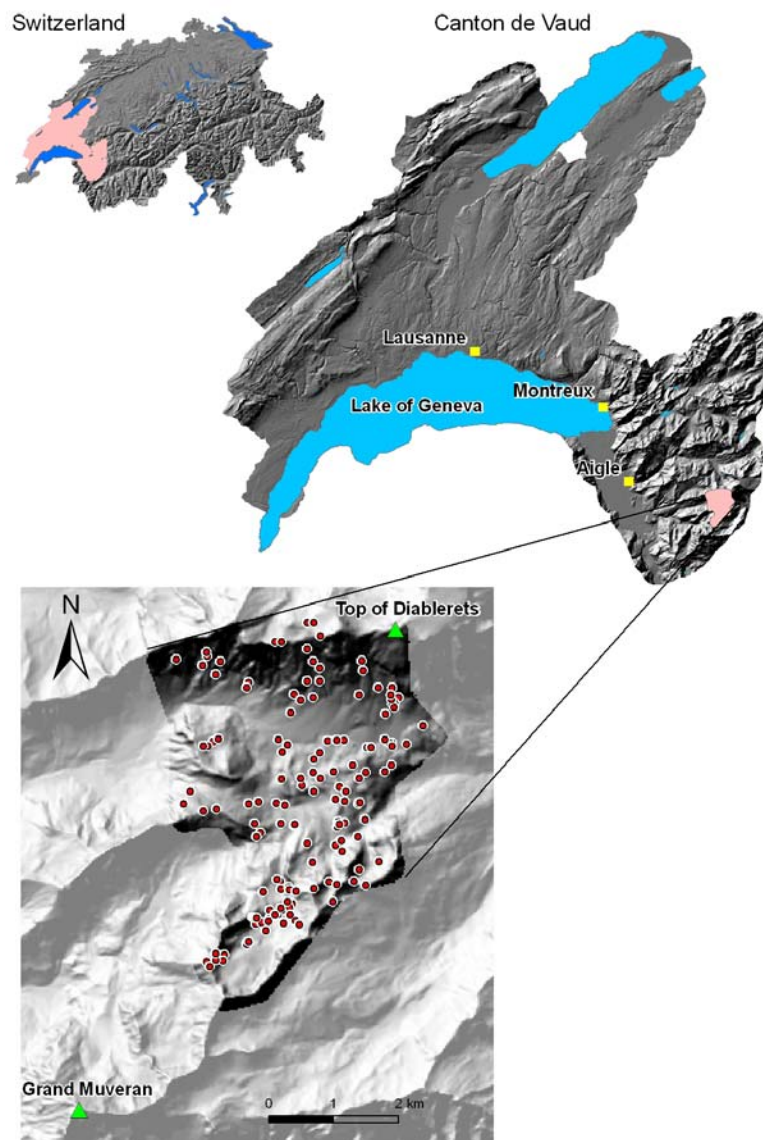 Switzerland
Canton de Vaud
Lausanne
Montreux
Lake of Geneva
Aigle
N
Top of Diablerets
Grand Muveran
0 1 2 km